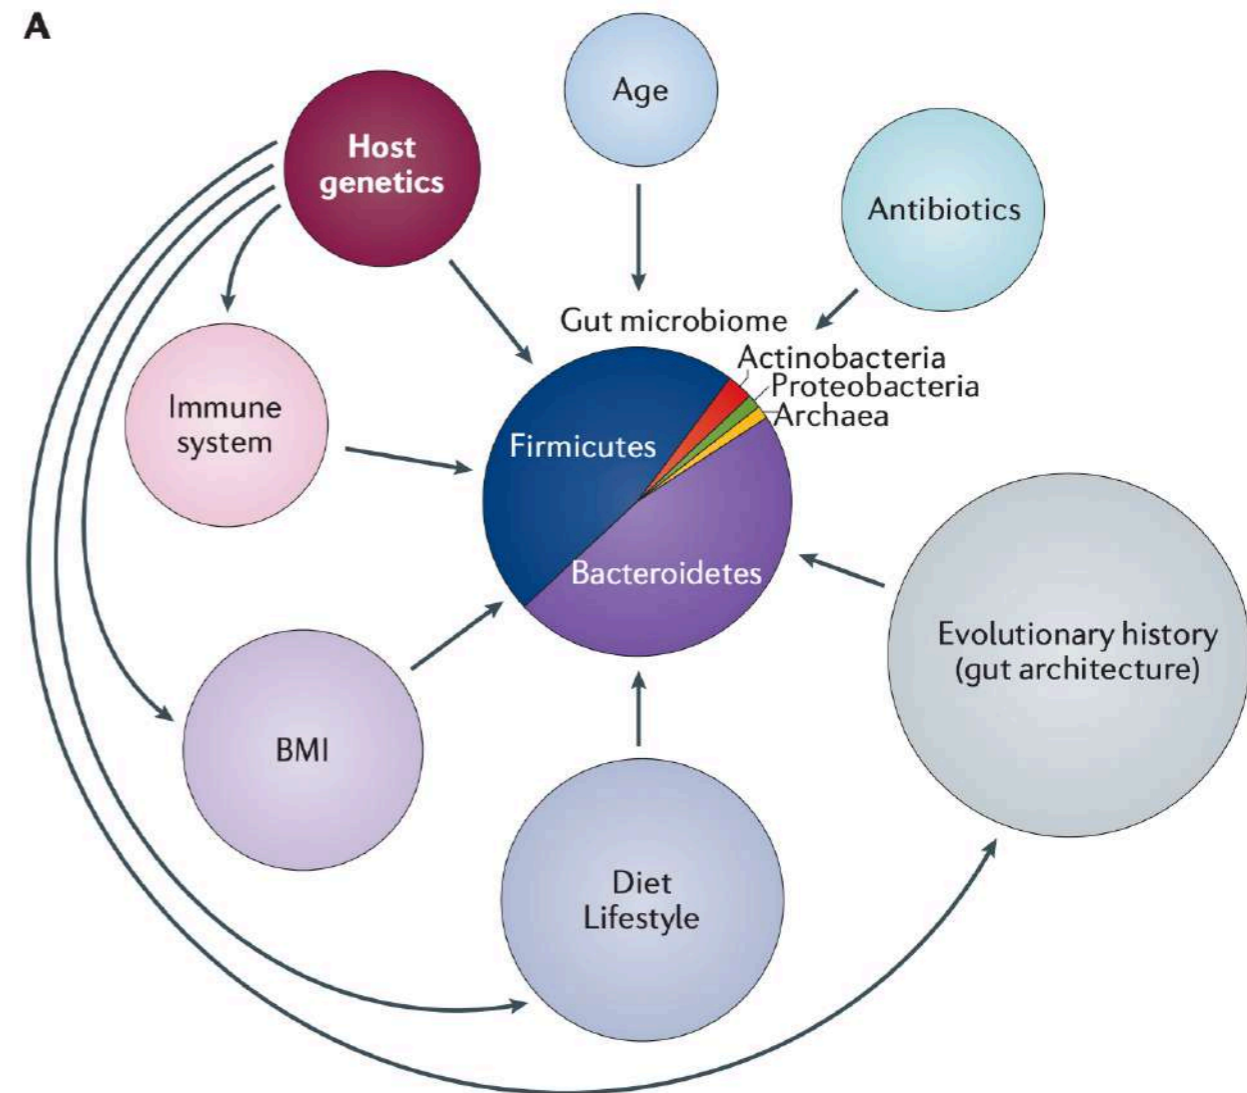 A
Age
Host
genetics
Antibiotics
Gut microbiome
Actinobacteria
Proteobacteria
Archaea
Immune
system
Firmicutes
Bacteroidetes
Evolutionary history
(gut architecture)
BMI
Diet
Lifestyle